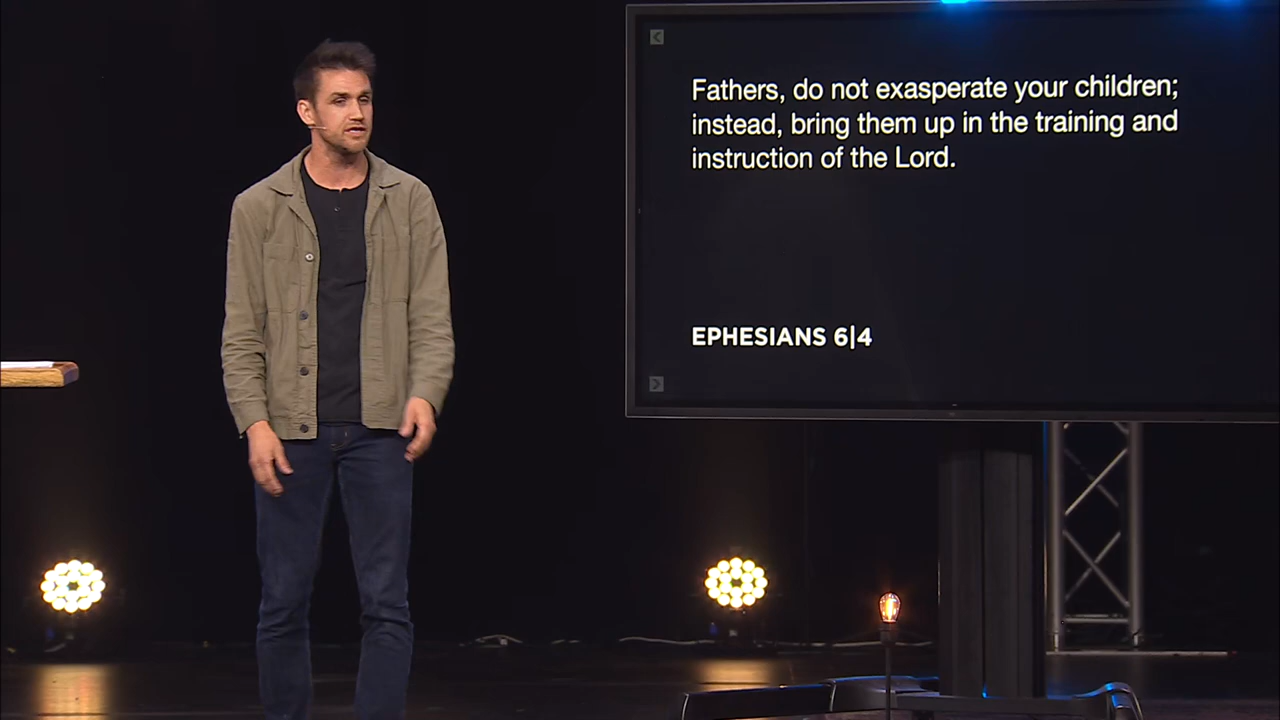 Fathers, do not exasperate your children;
instead, bring them up in the training and
instruction of the Lord.
EPHESIANS 6|4